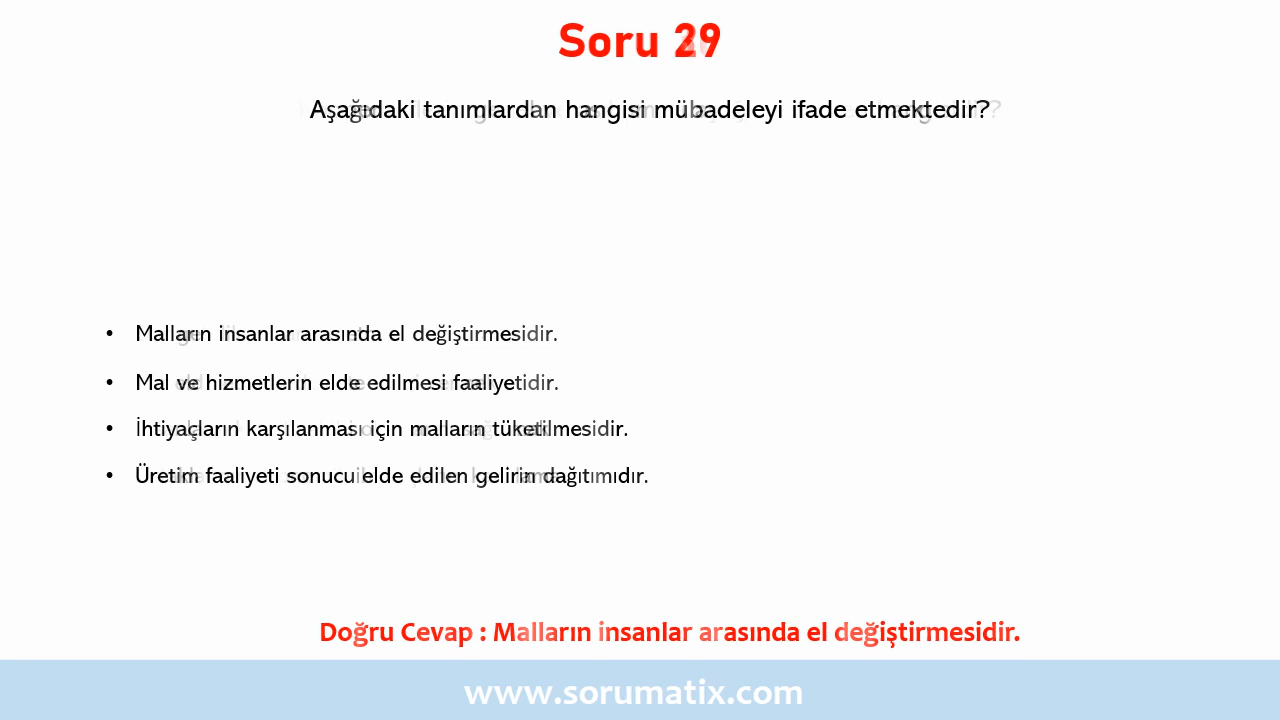 Soru 29
Aşağıdaki tanımlardan hangisi mübadeleyi ifade etmektedir?
• Malların insanlar arasında el değiştirmesidir.
• Mal ve hizmetlerin elde edilmesi faaliyetidir.
• İhtiyaçların karşılanması için malların tüketilmesidir.
• Üretim faaliyeti sonucu elde edilen gelirin dağıtımıdır.
Doğru Cevap : Malların insanlar arasında el değiştirmesidir.
www.sorumatix.com